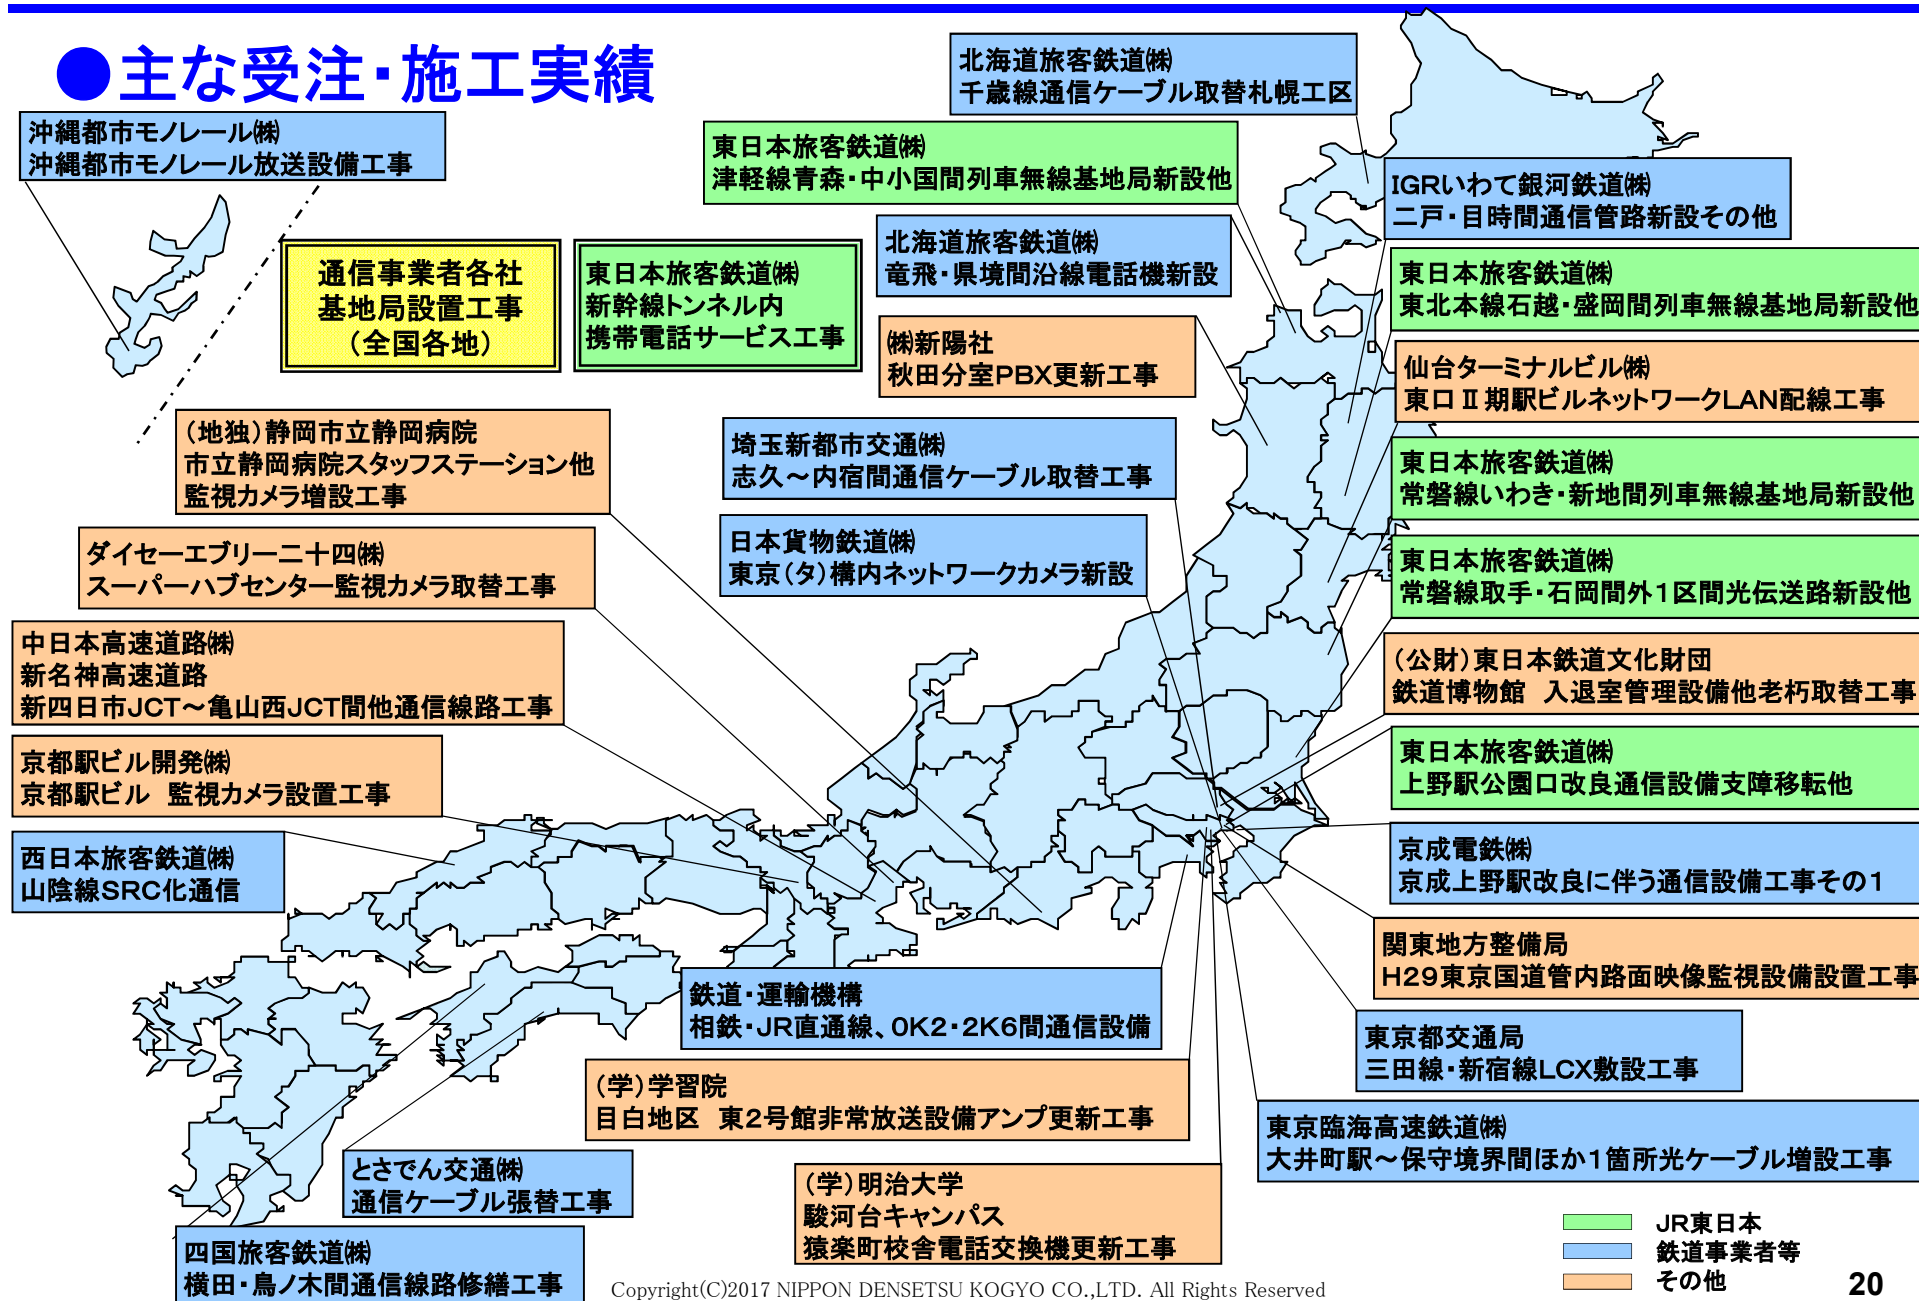 ●主な受注・施工実績
北海道旅客鉄道㈱
千歳線通信ケーブル取替札幌工区
沖縄都市モノレール㈱
沖縄都市モノレール放送設備工事
東日本旅客鉄道㈱
津軽線青森・中小国間列車無線基地局新設他
IGRいわて銀河鉄道㈱
二戸・目時間通信管路新設その他
北海道旅客鉄道㈱
竜飛・県境間沿線電話機新設
通信事業者各社
基地局設置工事
（全国各地）
東日本旅客鉄道㈱
新幹線トンネル内
携帯電話サービス工事
東日本旅客鉄道㈱
東北本線石越・盛岡間列車無線基地局新設他
㈱新陽社
秋田分室PBX更新工事
仙台ターミナルビル㈱
東口Ⅱ期駅ビルネットワークLAN配線工事
（地独）静岡市立静岡病院
市立静岡病院スタッフステーション他
監視カメラ増設工事
埼玉新都市交通㈱
志久～内宿間通信ケーブル取替工事
東日本旅客鉄道㈱
常磐線いわき・新地間列車無線基地局新設他
ダイセーエブリー二十四㈱
スーパーハブセンター監視カメラ取替工事
日本貨物鉄道㈱
東京（タ）構内ネットワークカメラ新設
東日本旅客鉄道㈱
常磐線取手・石岡間外1区間光伝送路新設他
中日本高速道路㈱
新名神高速道路
新四日市JCT～亀山西JCT間他通信線路工事
（公財）東日本鉄道文化財団
鉄道博物館 入退室管理設備他老朽取替工事
京都駅ビル開発㈱
京都駅ビル 監視カメラ設置工事
東日本旅客鉄道㈱
上野駅公園口改良通信設備支障移転他
西日本旅客鉄道㈱
山陰線SRC化通信
京成電鉄㈱
京成上野駅改良に伴う通信設備工事その1
関東地方整備局
H29東京国道管内路面映像監視設備設置工事
鉄道・運輸機構
相鉄・JR直通線、0K2・2K6間通信設備
東京都交通局
三田線・新宿線LCX敷設工事
（学）学習院
目白地区 東2号館非常放送設備アンプ更新工事
東京臨海高速鉄道㈱
大井町駅～保守境界間ほか1箇所光ケーブル増設工事
とさでん交通㈱
通信ケーブル張替工事
（学）明治大学
駿河台キャンパス
猿楽町校舎電話交換機更新工事
四国旅客鉄道㈱
横田・鳥ノ木間通信線路修繕工事
JR東日本
鉄道事業者等
その他
Copyright(C)2017 NIPPON DENSETSU KOGYO CO.,LTD. All Rights Reserved
20